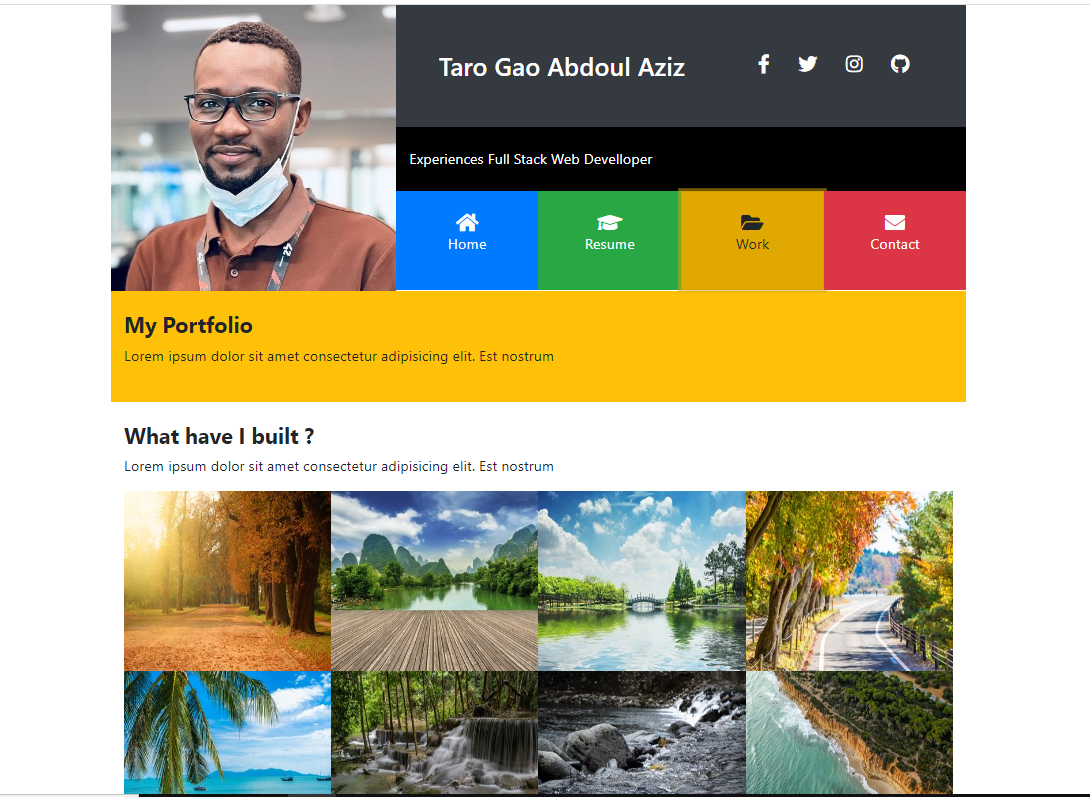 Taro Gao Abdoul Aziz
Experiences Full Stack Web Develloper
Home
Resume
Work
Contact
My Portfolio
Lorem ipsum dolor sit amet consectetur adipisicing elit. Est nostrum
What have I built ?
Lorem ipsum dolor sit amet consectetur adipisicing elit. Est nostrum